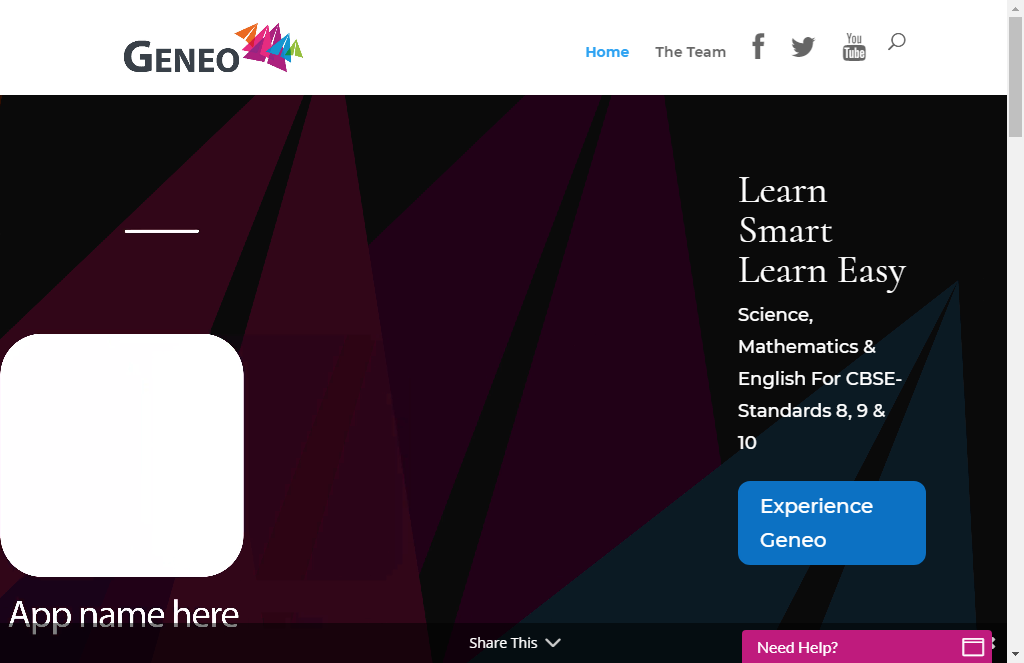 GENEO
Home
The Team
You
Tube
Learn
Smart
Learn Easy
Science,
Mathematics &
English For CBSE-
Standards 8, 9 &
10
Experience
Geneo
App name here
Share This
Need Help?